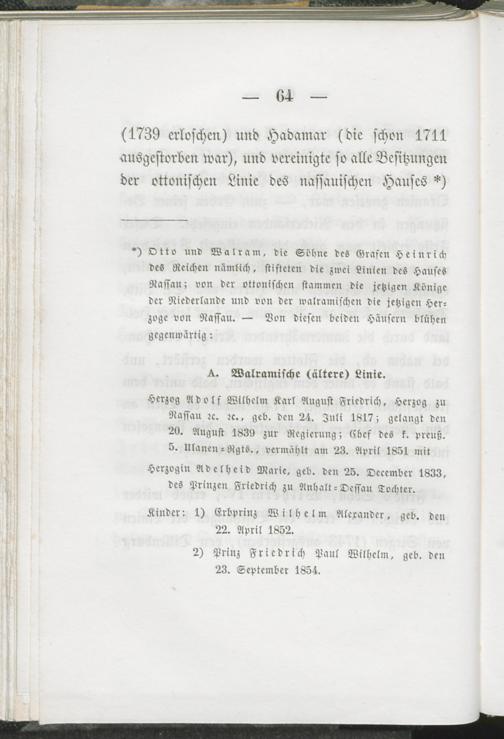 — 64 —
(1739 erloschen) und Hadamar (die schon 1711
ausgestorben war), und vereinigte so alle Besitzungen
der ottonischen Linie des nassauischen Hauses *)
*) Otto und Walram, die Söhne des Grafen Heinrich
des Reichen nämlich, stifteten die zwei Linien des Hauses
Nassau; von der ottonischen stammen die jetzigen Könige
der Niederlande und von der walramischen die jetzigen Her-
zoge von Nassau. — Von diesen beiden Häusern blühen
gegenwärtig:
A. Walramische (ältere) Linie.
Herzog Adolf Wilhelm Karl August Friedrich, Herzog zu
Nassau ꝛc. ꝛc., geb. den 24. Juli 1817; gelangt den
20. August 1839 zur Regierung; Chef des k. preuß.
5. Ulanen-Rgts., vermählt am 23. April 1851 mit
Herzogin Adelheid Marie, geb. den 25. December 1833,
des Prinzen Friedrich zu Anhalt-Dessau Tochter.
Kinder: 1) Erbprinz Wilhelm Alexander, geb. den
22. April 1852.
2) Prinz Friedrich Paul Wilhelm, geb. den
23. September 1854.